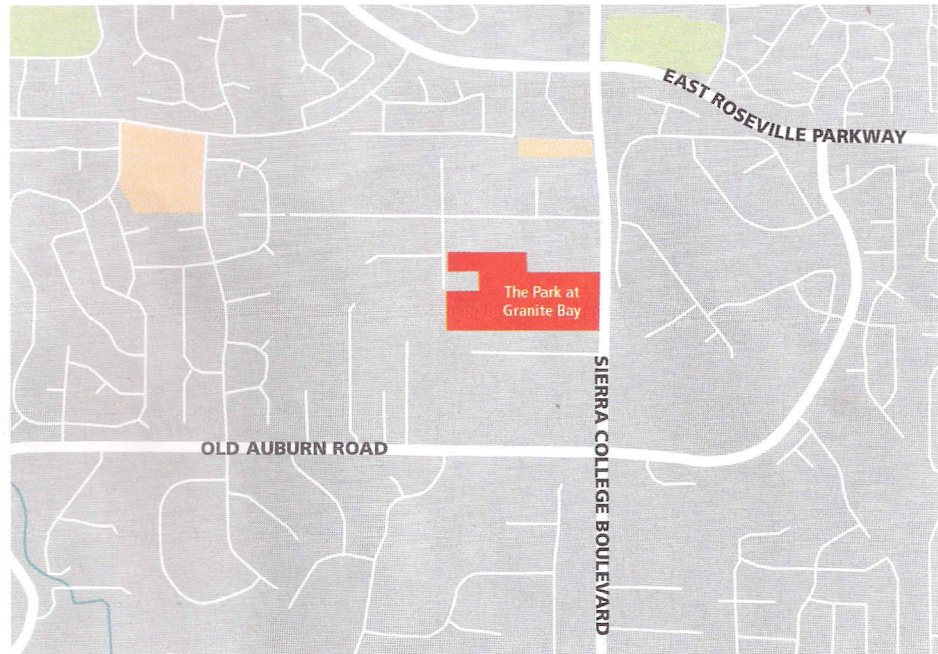 EAST ROSEVILLE PARKWAY
The Park at
Granite Bay
SIERRA COLLEGE BOULEVARD
OLD AUBURN ROAD